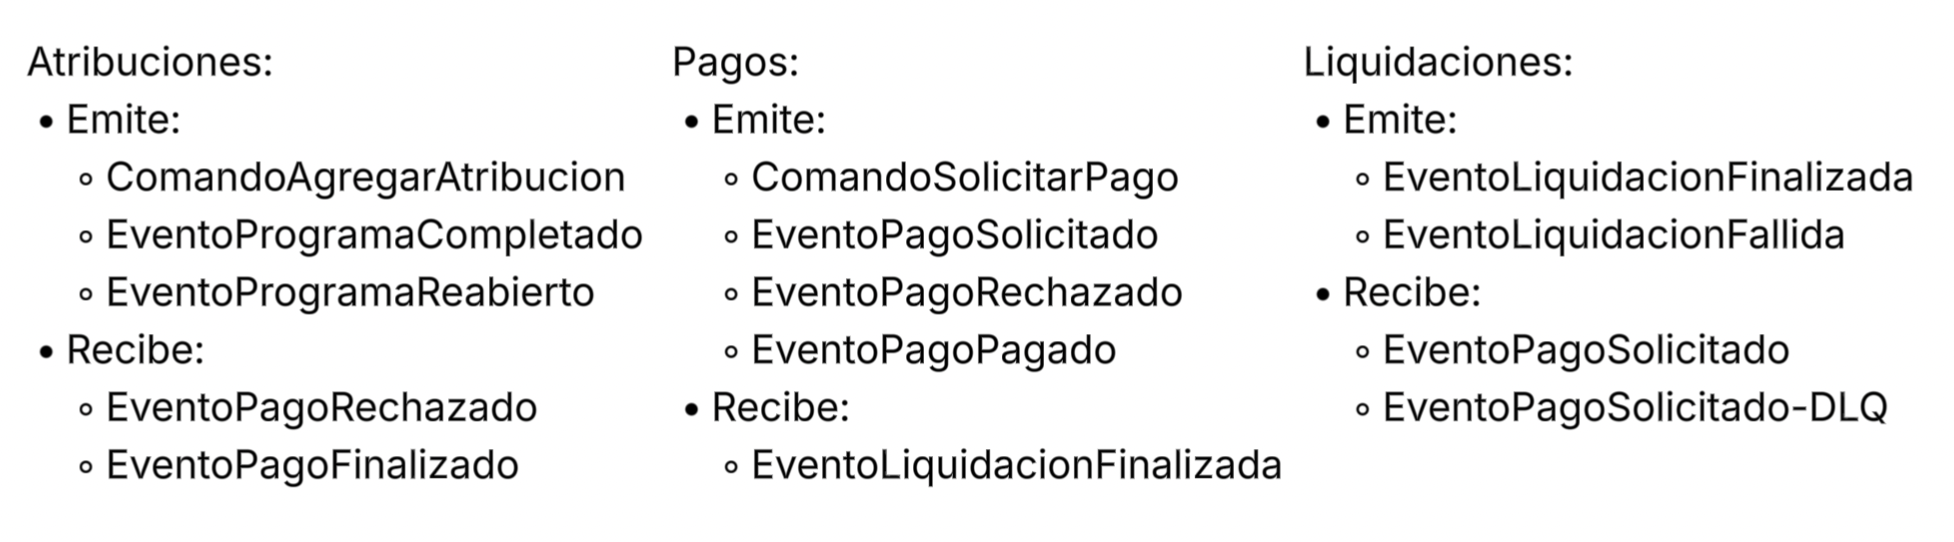 Atribuciones:
• Emite:
◦ ComandoAgregarAtribucion
◦ EventoProgramaCompletado
◦ EventoProgramaReabierto
• Recibe:
◦ EventoPagoRechazado
◦ EventoPagoFinalizado
Pagos:
• Emite:
◦ ComandoSolicitarPago
◦ EventoPagoSolicitado
◦ EventoPagoRechazado
◦ EventoPagoPagado
• Recibe:
◦ EventoLiquidacionFinalizada
Liquidaciones:
• Emite:
◦ EventoLiquidacionFinalizada
◦ EventoLiquidacionFallida
• Recibe:
◦ EventoPagoSolicitado
◦ EventoPagoSolicitado-DLQ